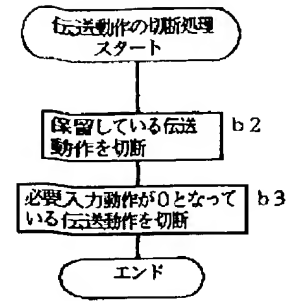 伝送動作の切断処理
スタート
保留している伝送
動作を切断
b2
必要入力動作が0となって
いる伝送動作を切断
b3
エンド